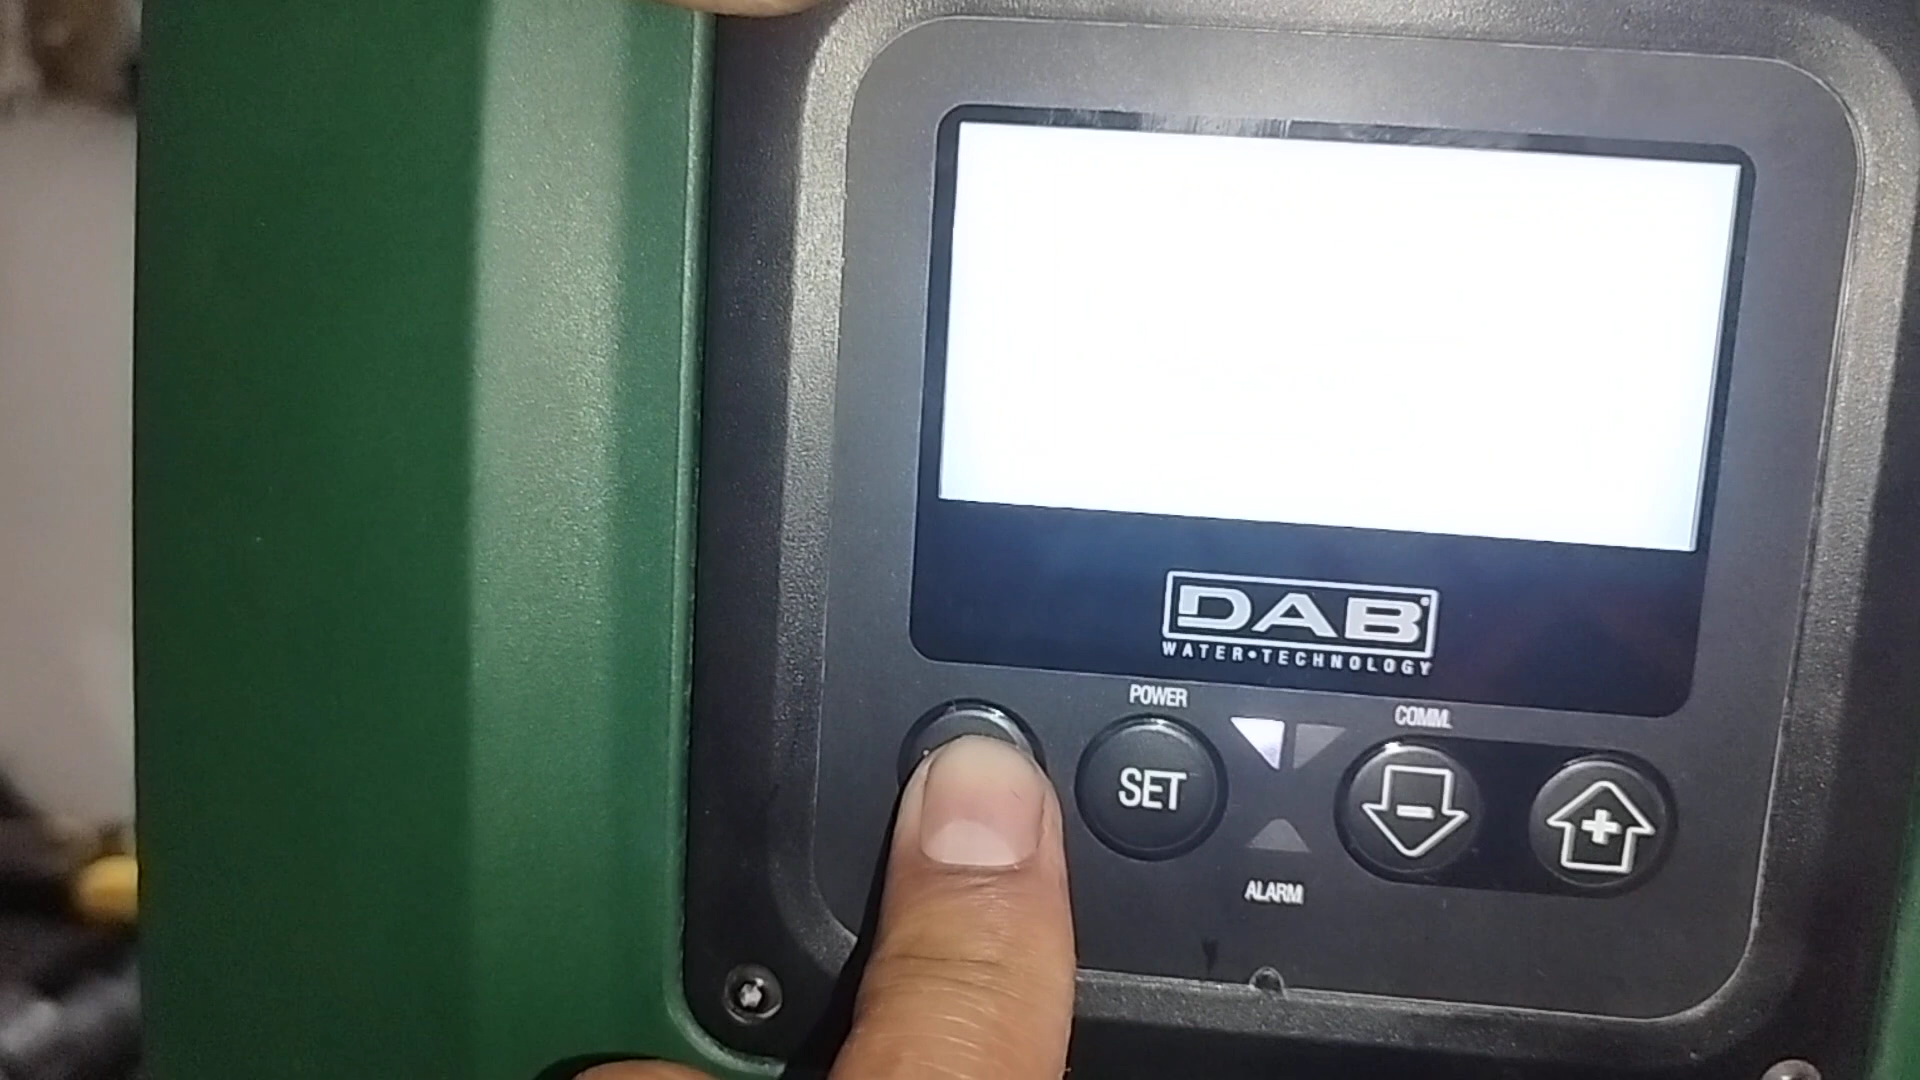 DAB
WATER•TECHNOLOGY
POWER
COMM.
SET
-
+
ALARM